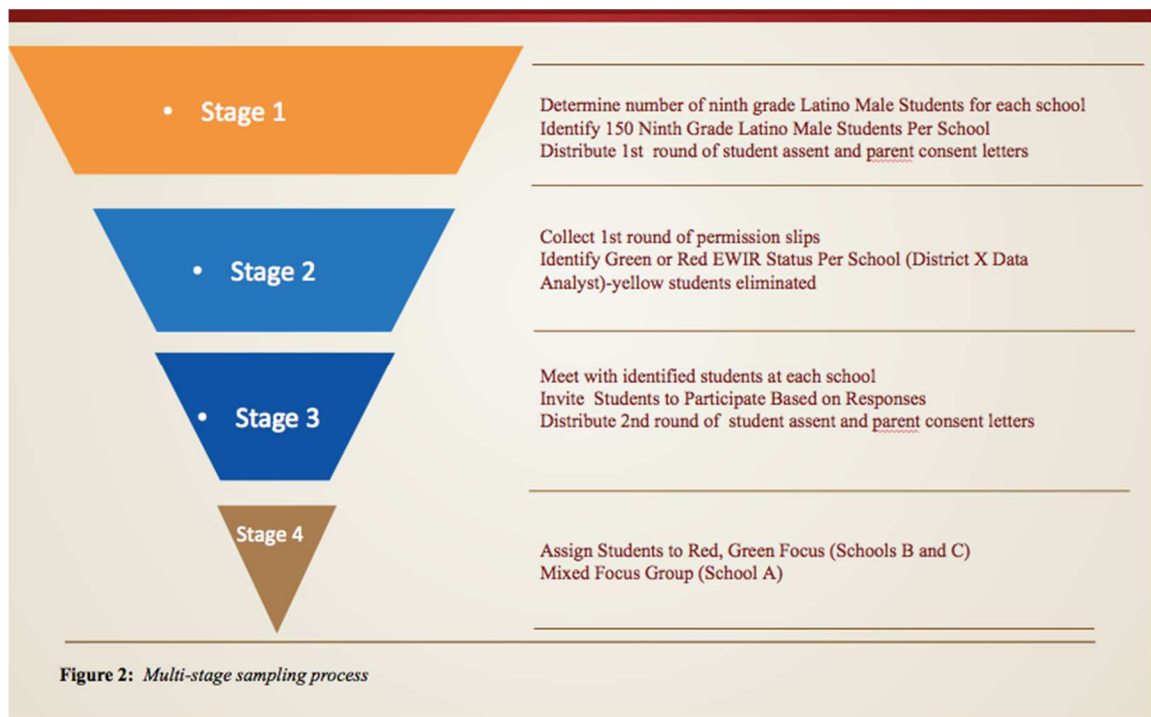 • Stage 1
Determine number of ninth grade Latino Male Students for each school
Identify 150 Ninth Grade Latino Male Students Per School
Distribute 1st round of student assent and parent consent letters
• Stage 2
Collect 1st round of permission slips
Identify Green or Red EWIR Status Per School (District X Data
Analyst)-yellow students eliminated
• Stage 3
Meet with identified students at each school
Invite Students to Participate Based on Responses
Distribute 2nd round of student assent and parent consent letters
Stage 4
Assign Students to Red, Green Focus (Schools B and C)
Mixed Focus Group (School A)
Figure 2: Multi-stage sampling process